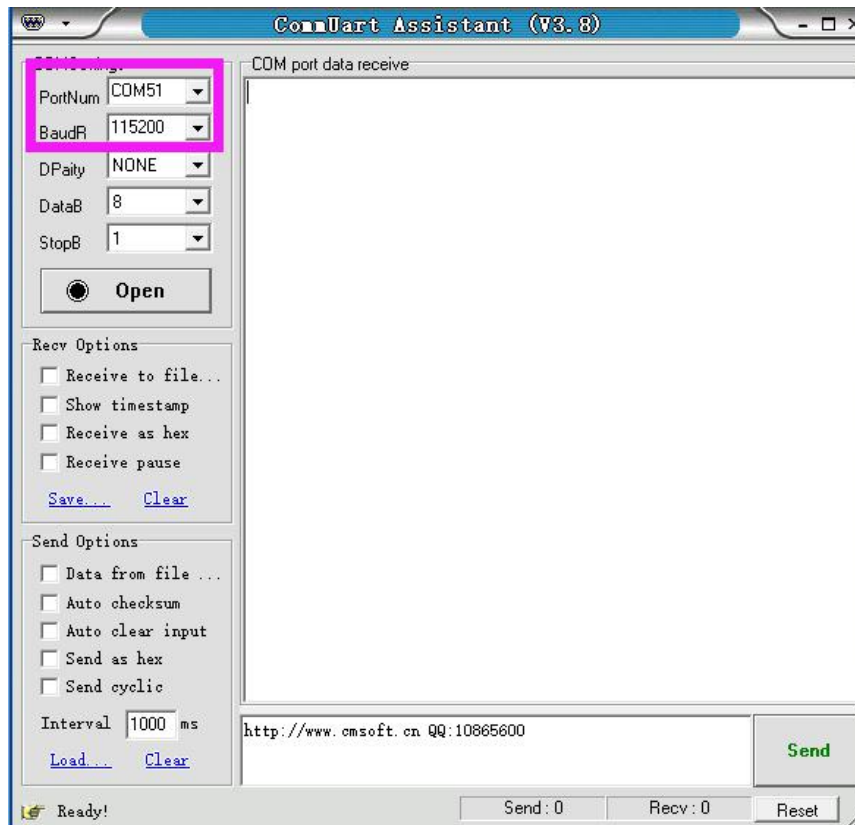 CommUart Assistant (V3.8)
PortNum COM51
BaudR 115200
DPaity NONE
DataB 8
StopB 1
Open
Recv Options
Receive to file...
Show timestamp
Receive as hex
Receive pause
Save... Clear
Send Options
Data from file ...
Auto checksum
Auto clear input
Send as hex
Send cyclic
Interval 1000 ms
Load... Clear
COM port data receive
http://www.cmsoft.cn QQ:10865600
Send
Ready!
Send : 0
Recv : 0
Reset